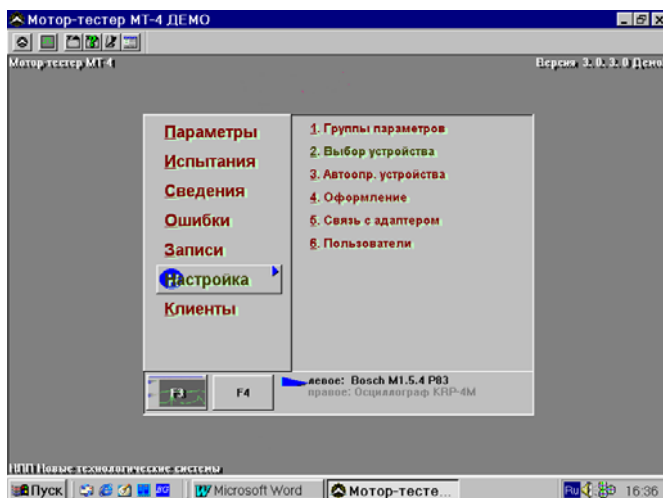 Мотор-тестер МТ-4 ДЕМО
Мотор-тестер МТ-4
Версия 3.0.3.0 Демо
Параметры
Испытания
Сведения
Ошибки
Записи
Настройка
Клиенты
1. Группы параметров
2. Выбор устройства
3. Автоопр. устройства
4. Оформление
5. Связь с адаптером
6. Пользователи
F3
F4
левое: Bosch M1.5.4 P83
правое: Осциллограф KRP-4M
НПП Новые технологические системы
Пуск
Microsoft Word
Мотор-тесте...
Ru
16:36